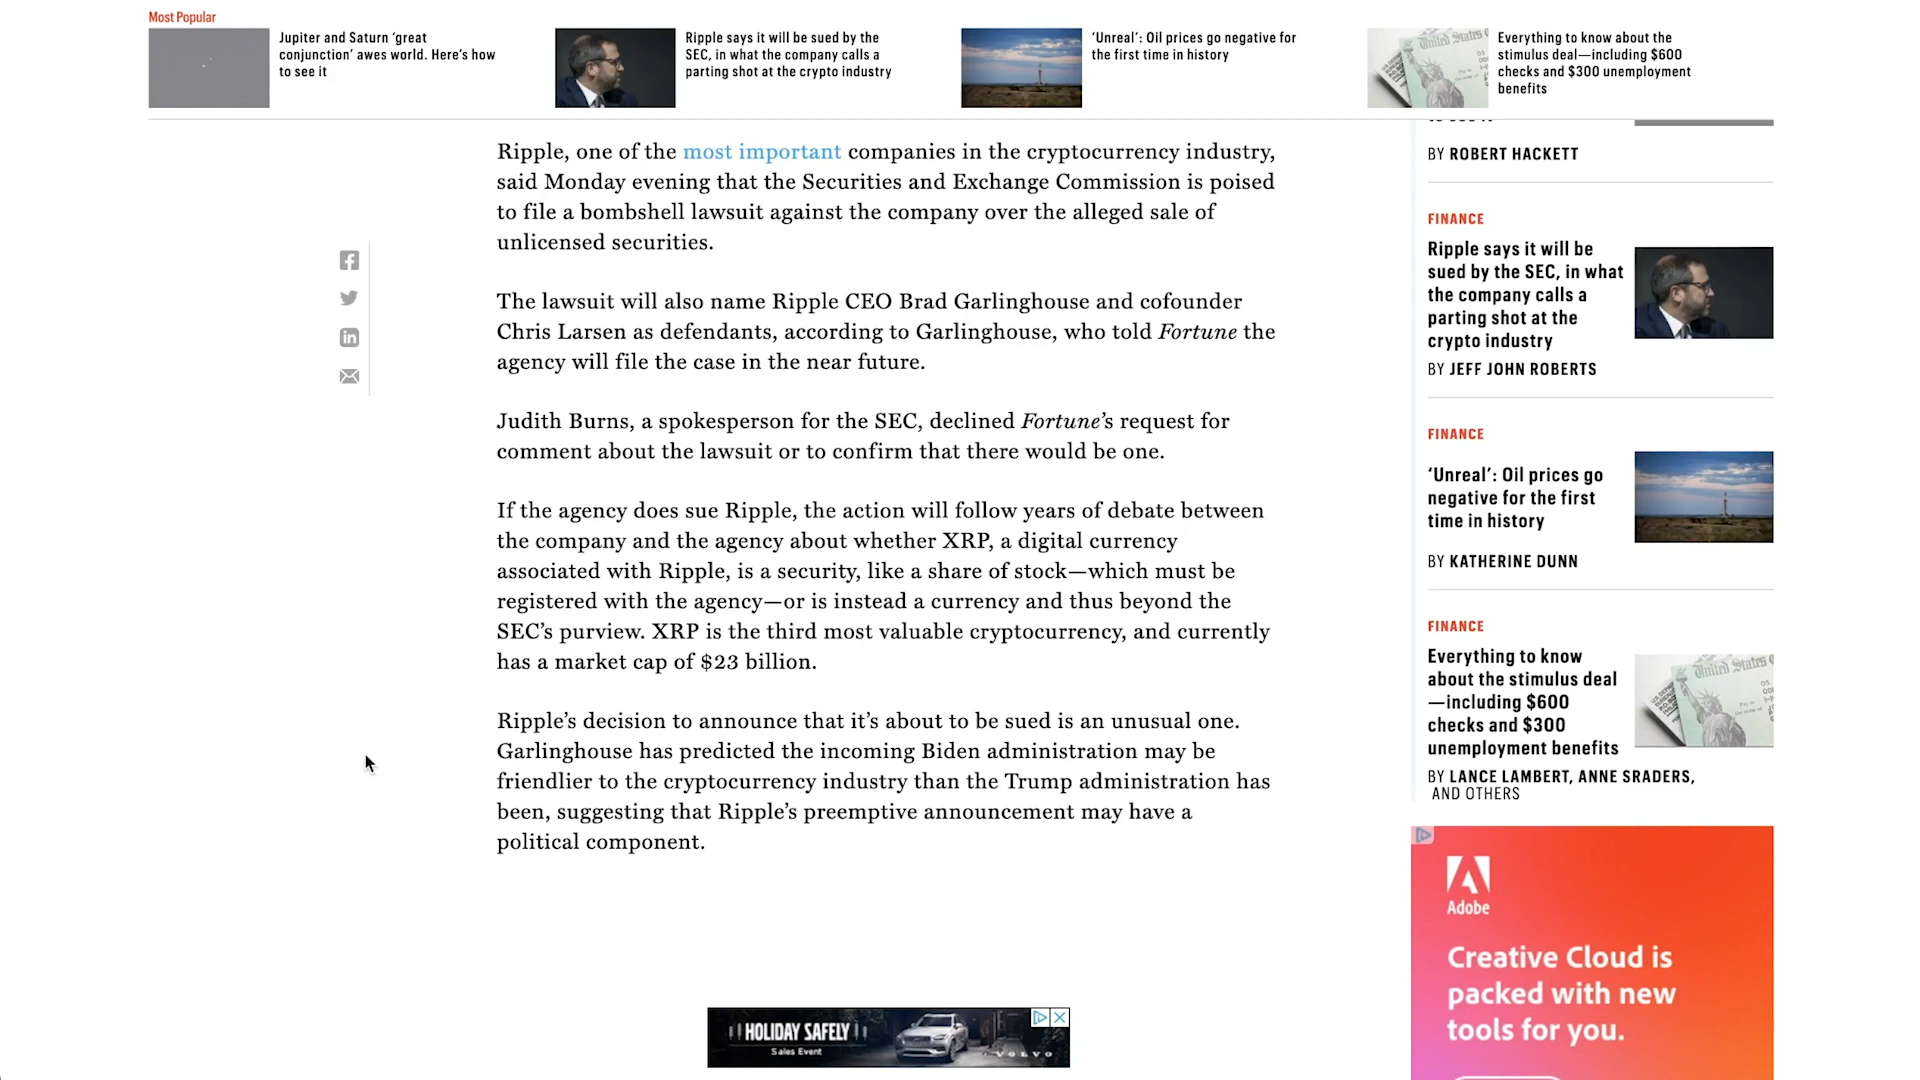 Most Popular
Jupiter and Saturn ‘great
conjunction’ awes world. Here’s how
to see it
Ripple says it will be sued by the
SEC, in what the company calls a
parting shot at the crypto industry
‘Unreal’: Oil prices go negative for
the first time in history
Everything to know about the
stimulus deal—including $600
checks and $300 unemployment
benefits
Ripple, one of the most important companies in the cryptocurrency industry,
said Monday evening that the Securities and Exchange Commission is poised
to file a bombshell lawsuit against the company over the alleged sale of
unlicensed securities.
The lawsuit will also name Ripple CEO Brad Garlinghouse and cofounder
Chris Larsen as defendants, according to Garlinghouse, who told Fortune the
agency will file the case in the near future.
Judith Burns, a spokesperson for the SEC, declined Fortune’s request for
comment about the lawsuit or to confirm that there would be one.
If the agency does sue Ripple, the action will follow years of debate between
the company and the agency about whether XRP, a digital currency
associated with Ripple, is a security, like a share of stock—which must be
registered with the agency—or is instead a currency and thus beyond the
SEC’s purview. XRP is the third most valuable cryptocurrency, and currently
has a market cap of $23 billion.
Ripple’s decision to announce that it’s about to be sued is an unusual one.
Garlinghouse has predicted the incoming Biden administration may be
friendlier to the cryptocurrency industry than the Trump administration has
been, suggesting that Ripple’s preemptive announcement may have a
political component.
BY ROBERT HACKETT
FINANCE
Ripple says it will be
sued by the SEC, in what
the company calls a
parting shot at the
crypto industry
BY JEFF JOHN ROBERTS
FINANCE
‘Unreal’: Oil prices go
negative for the first
time in history
BY KATHERINE DUNN
FINANCE
Everything to know
about the stimulus deal
—including $600
checks and $300
unemployment benefits
BY LANCE LAMBERT, ANNE SRADERS,
AND OTHERS
Adobe
Creative Cloud is
packed with new
tools for you.
HOLIDAY SAFELY
Sales Event
VOLVO